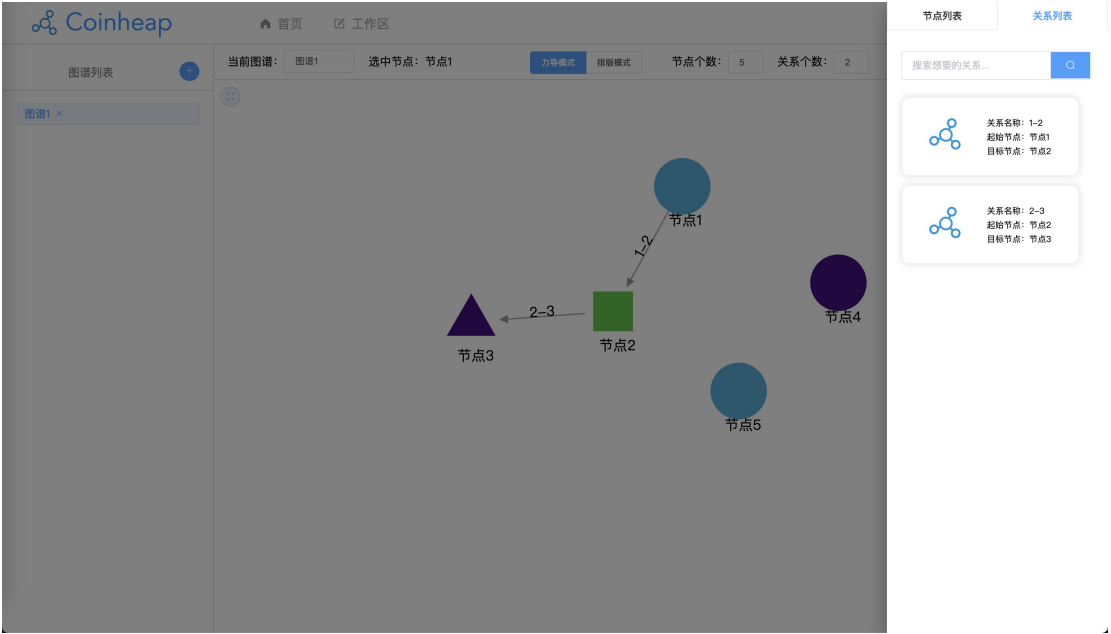 Coinheap
首页
工作区
节点列表
关系列表
图谱列表
当前图谱：
图谱1
选中节点：节点1
力导模式
排版模式
节点个数：
5
关系个数：
2
搜索想要的关系...
图谱1 ×
关系名称：1-2
起始节点：节点1
目标节点：节点2
关系名称：2-3
起始节点：节点2
目标节点：节点3
节点1
1-2
2-3
节点2
节点3
节点4
节点5